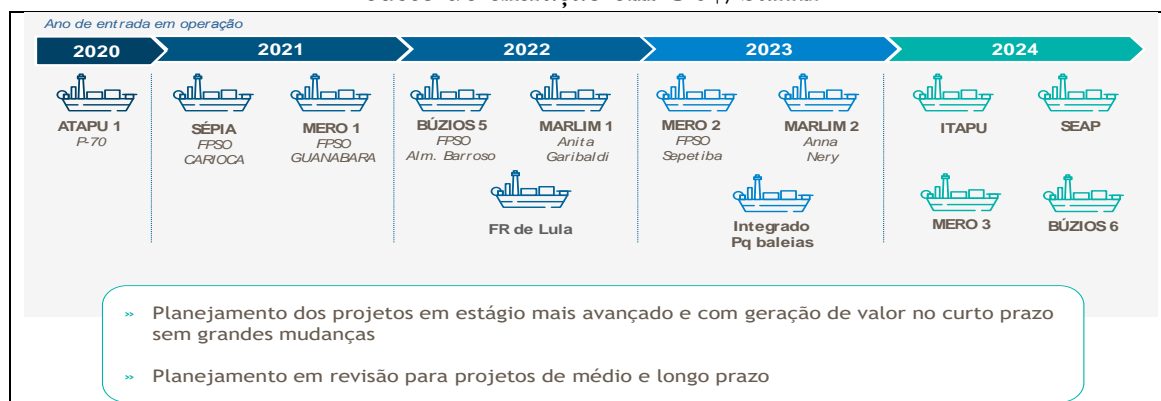 Ano de entrada em operação
2020 2021 2022 2023 2024
ATAPU 1
P-70
SÉPIA
FPSO
CARIOCA
MERO 1
FPSO
GUANABARA
BÚZIOS 5
FPSO
Alm. Barroso
MARLIM 1
Anita
Garibaldi
FR de Lula
MERO 2
FPSO
Sepetiba
MARLIM 2
Anna
Nery
Integrado
Pq baleias
ITAPU
SEAP
MERO 3
BÚZIOS 6
» Planejamento dos projetos em estágio mais avançado e com geração de valor no curto prazo
sem grandes mudanças
» Planejamento em revisão para projetos de médio e longo prazo